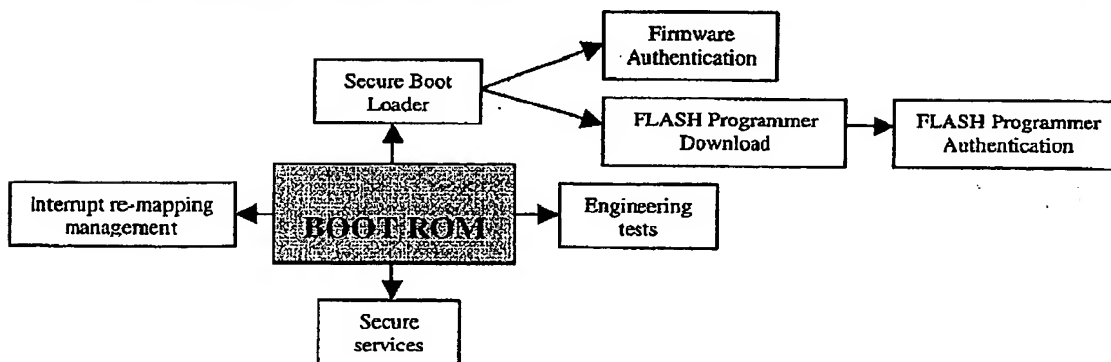 Firmware
Authentication
Secure Boot
Loader
FLASH Programmer
Download
FLASH Programmer
Authentication
Interrupt re-mapping
management
BOOT ROM
Engineering
tests
Secure
services